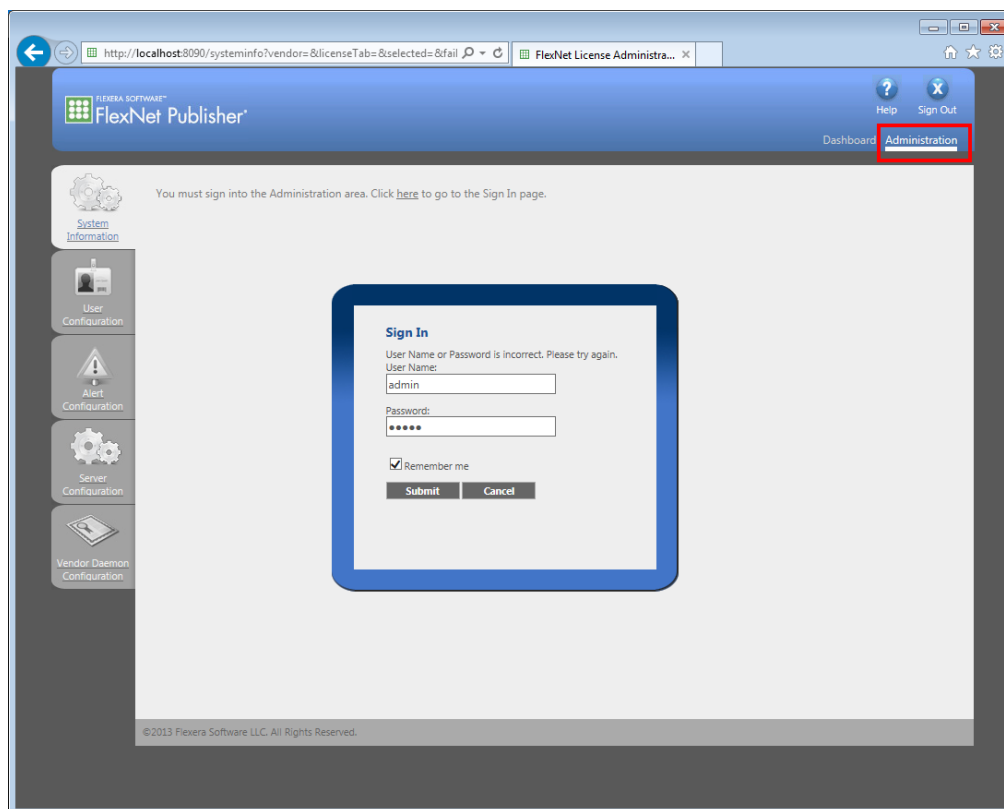 http://localhost:8090/systeminfo?vendor=&licenseTab=&selected=&fail
FlexNet License Administra...
FLEXERA SOFTWARE™
FlexNet Publisher®
Help
Sign Out
Dashboard
Administration
System
Information
User
Configuration
Alert
Configuration
Server
Configuration
Vendor Daemon
Configuration
You must sign into the Administration area. Click here to go to the Sign In page.
Sign In
User Name or Password is incorrect. Please try again.
User Name:
admin
Password:
•••••
Remember me
Submit
Cancel
©2013 Flexera Software LLC. All Rights Reserved.